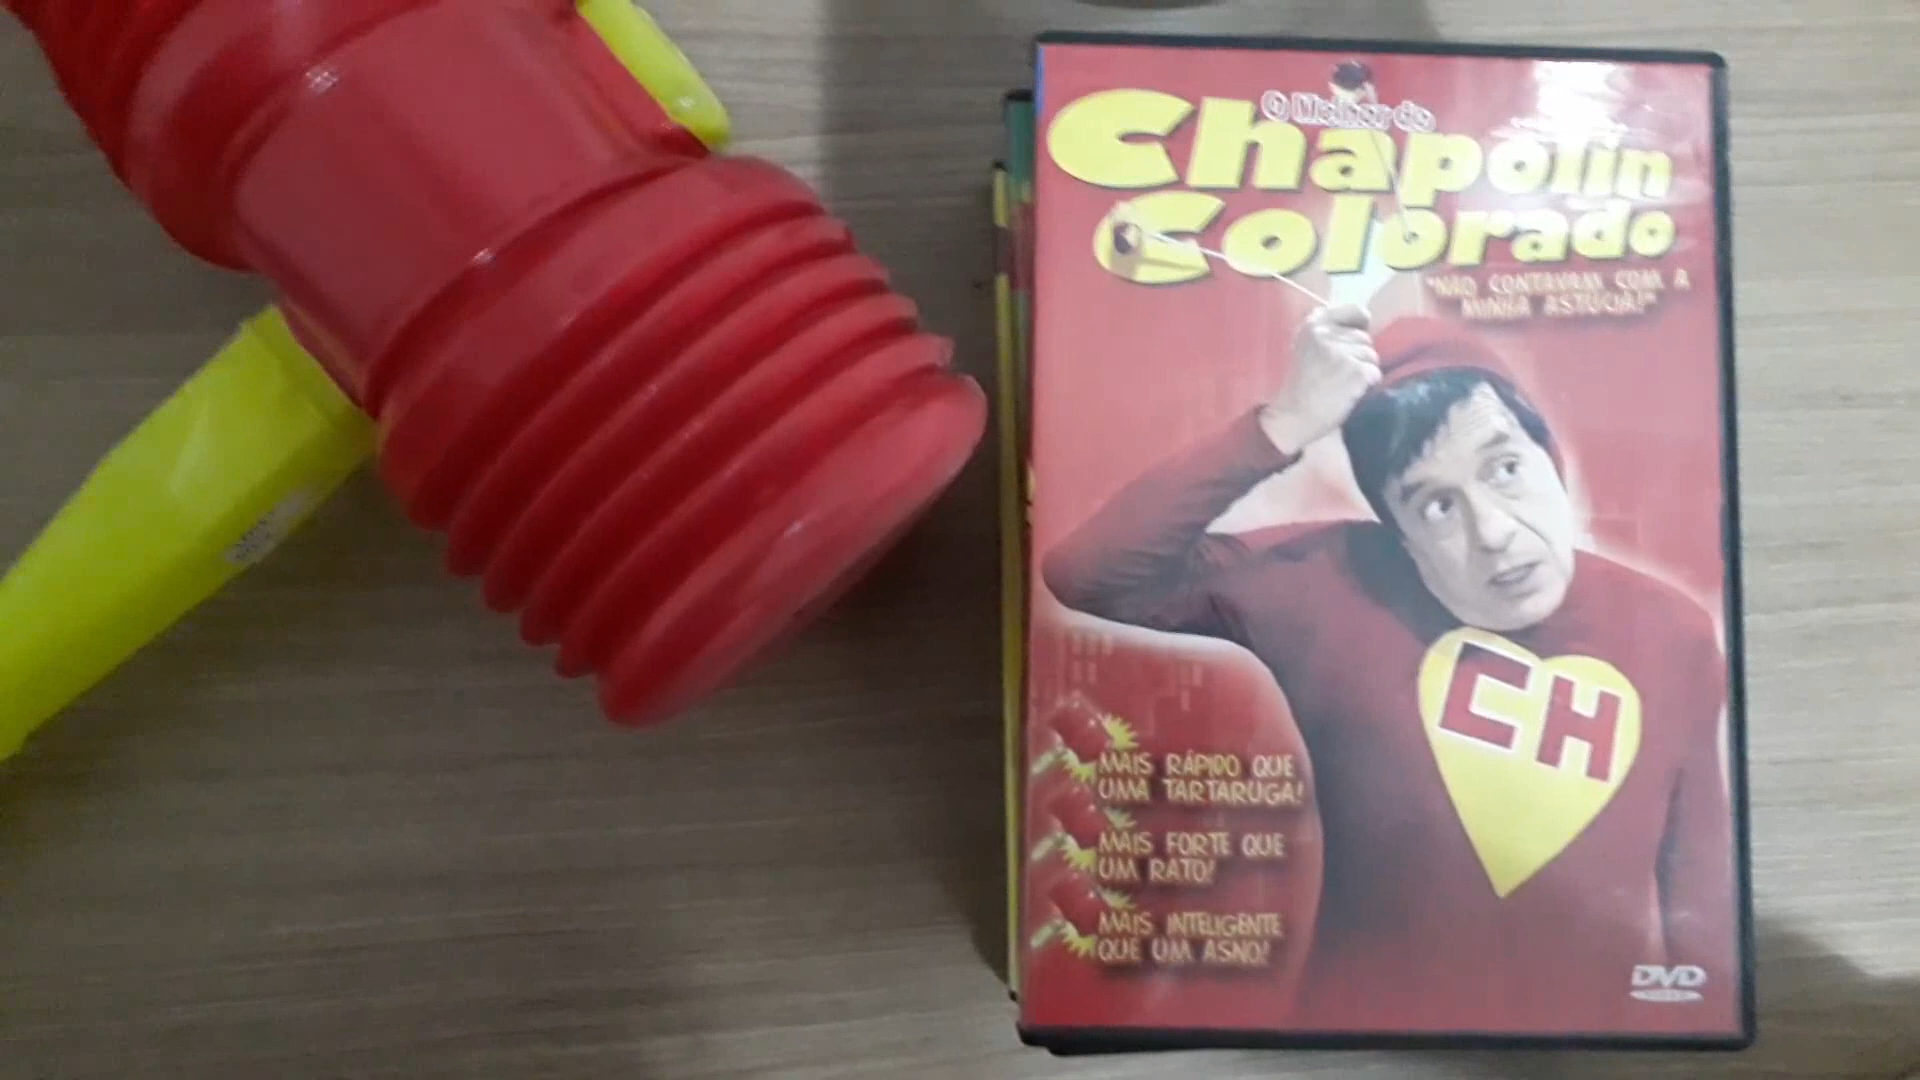 O Melhor do
Chapolin
Colorado
"NÃO CONTAVAM COM A
MINHA ASTÚCIA!"
CH
MAIS RÁPIDO QUE
UMA TARTARUGA!
MAIS FORTE QUE
UM RATO!
MAIS INTELIGENTE
QUE UM ASNO!
DVD